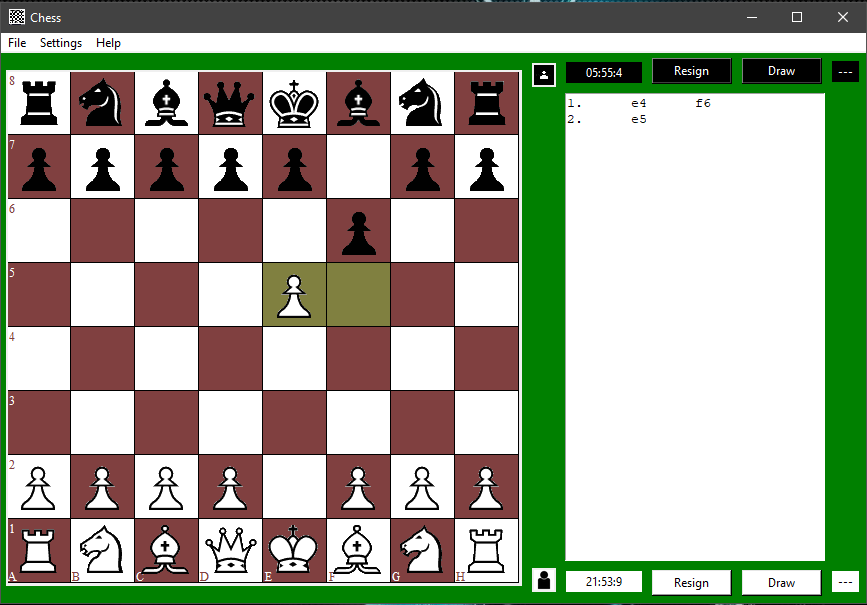 Chess
File Settings Help
05:55:4 Resign Draw ---
1. e4 f6
2. e5
8
7
6
5
4
3
2
1
A B C D E F G H
21:53:9 Resign Draw ---